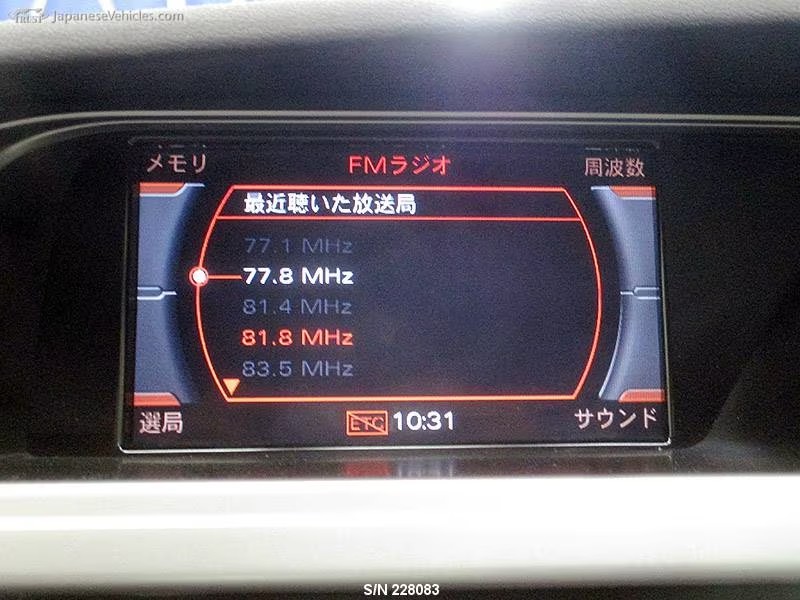 TRUST JapaneseVehicles.com
メモリ FMラジオ 周波数
最近聴いた放送局
77.1 MHz
77.8 MHz
81.4 MHz
81.8 MHz
83.5 MHz
選局 ETC 10:31 サウンド
S/N 228083